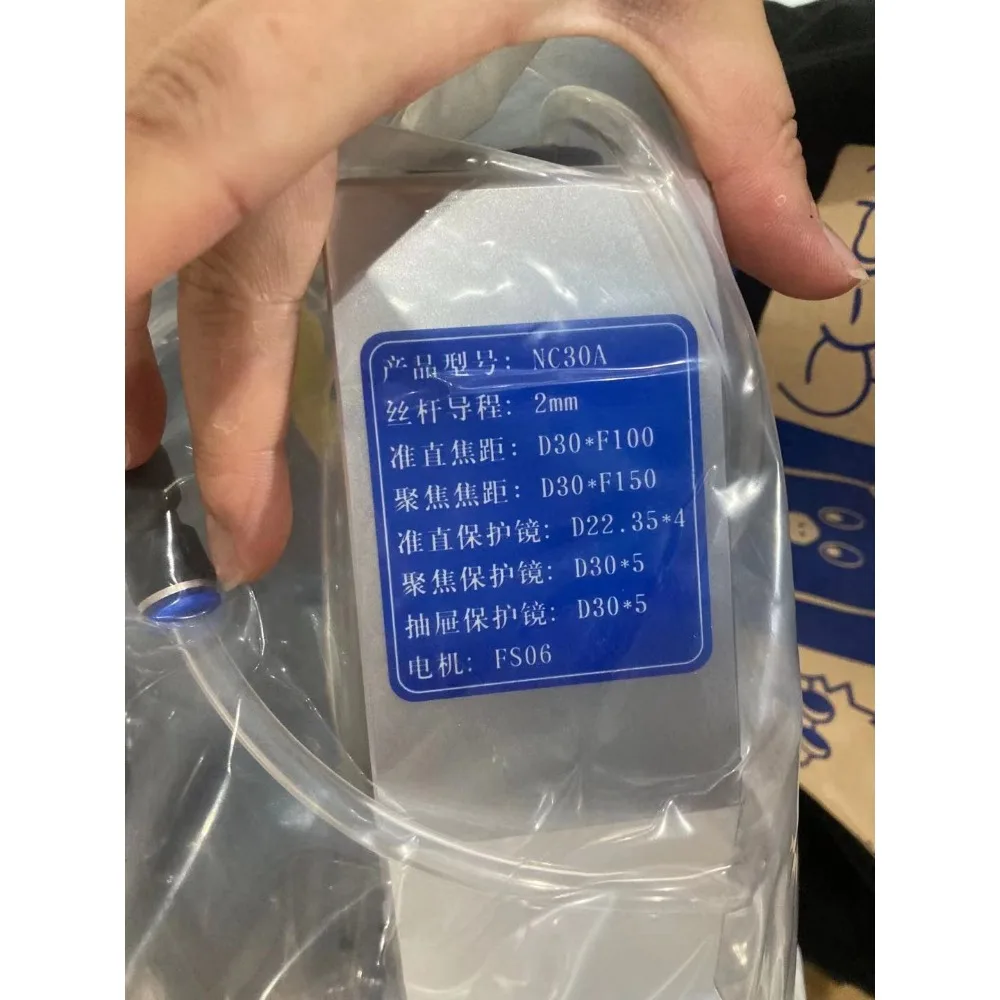 产品型号: NC30A
丝杆导程: 2mm
准直焦距: D30*F100
聚焦焦距: D30*F150
准直保护镜: D22.35*4
聚焦保护镜: D30*5
抽屉保护镜: D30*5
电机: FS06